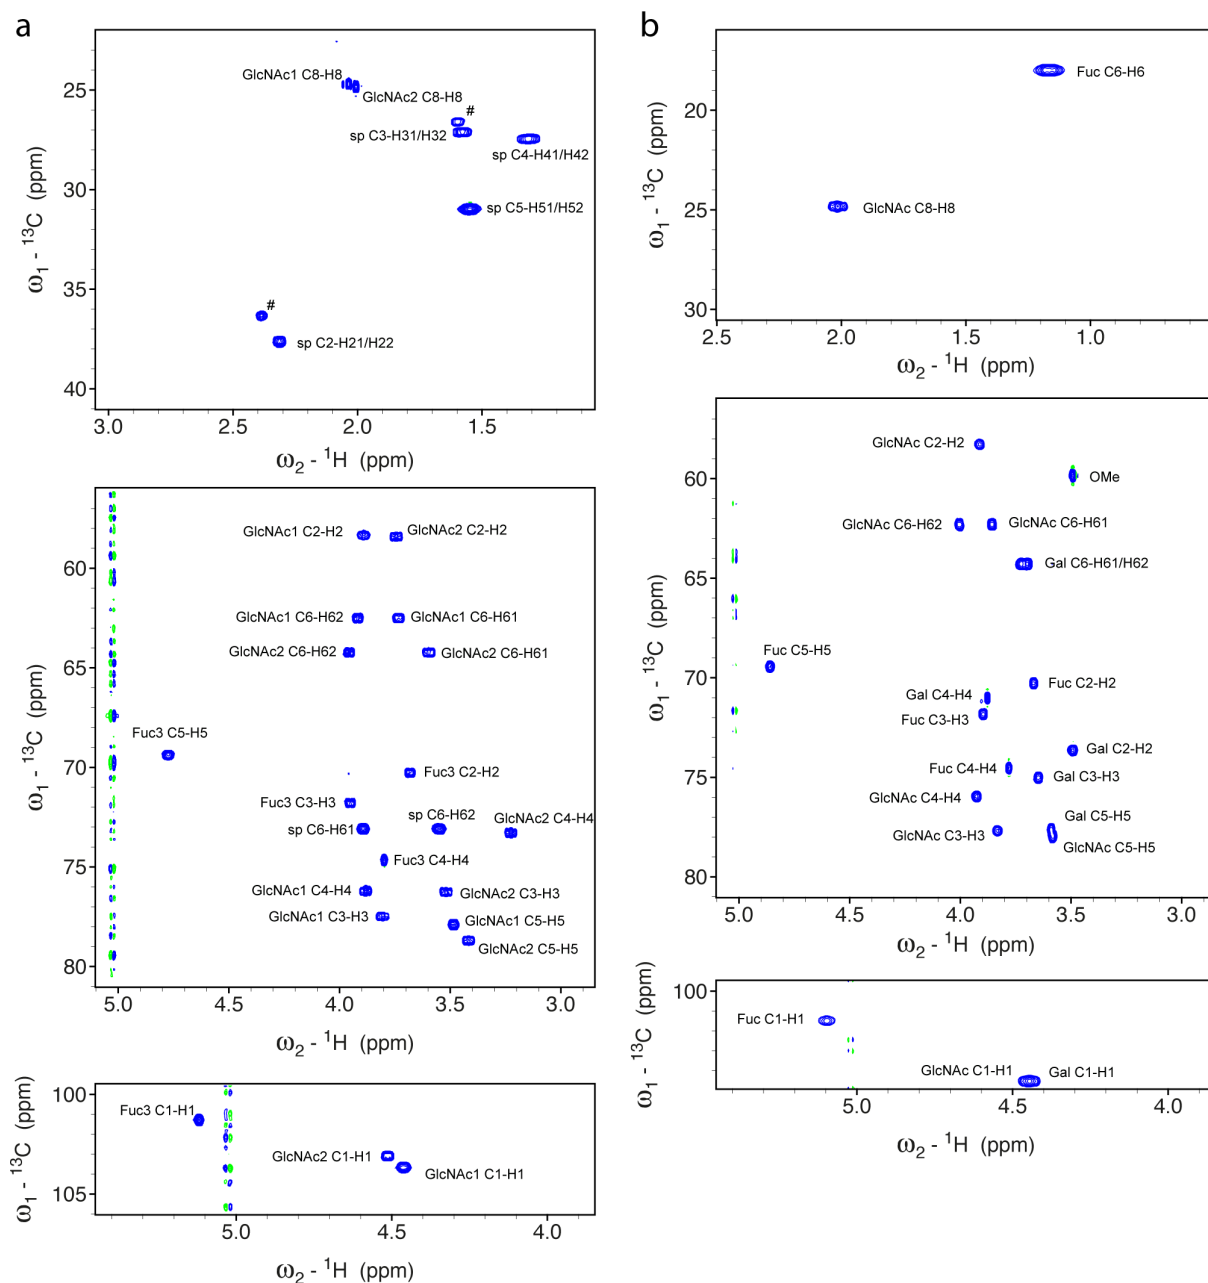 a
GlcNAc1 C8-H8
GlcNAc2 C8-H8
#
sp C3-H31/H32
sp C4-H41/H42
sp C5-H51/H52
#
sp C2-H21/H22
25
30
35
40
3.0 2.5 2.0 1.5
ω1 - 13C (ppm)
ω2 - 1H (ppm)
GlcNAc1 C2-H2
GlcNAc2 C2-H2
GlcNAc1 C6-H62
GlcNAc1 C6-H61
GlcNAc2 C6-H62
GlcNAc2 C6-H61
Fuc3 C5-H5
Fuc3 C2-H2
Fuc3 C3-H3
sp C6-H61
sp C6-H62
GlcNAc2 C4-H4
Fuc3 C4-H4
GlcNAc1 C4-H4
GlcNAc2 C3-H3
GlcNAc1 C3-H3
GlcNAc1 C5-H5
GlcNAc2 C5-H5
60
65
70
75
80
5.0 4.5 4.0 3.5 3.0
ω1 - 13C (ppm)
ω2 - 1H (ppm)
Fuc3 C1-H1
GlcNAc2 C1-H1
GlcNAc1 C1-H1
100
105
5.0 4.5 4.0
ω1 - 13C (ppm)
ω2 - 1H (ppm)
b
Fuc C6-H6
GlcNAc C8-H8
20
25
30
2.5 2.0 1.5 1.0
ω1 - 13C (ppm)
ω2 - 1H (ppm)
GlcNAc C2-H2
OMe
GlcNAc C6-H62
GlcNAc C6-H61
Gal C6-H61/H62
Fuc C5-H5
Fuc C2-H2
Gal C4-H4
Fuc C3-H3
Gal C2-H2
Fuc C4-H4
Gal C3-H3
GlcNAc C4-H4
Gal C5-H5
GlcNAc C3-H3
GlcNAc C5-H5
60
65
70
75
80
5.0 4.5 4.0 3.5 3.0
ω1 - 13C (ppm)
ω2 - 1H (ppm)
Fuc C1-H1
GlcNAc C1-H1
Gal C1-H1
100
5.0 4.5 4.0
ω1 - 13C (ppm)
ω2 - 1H (ppm)